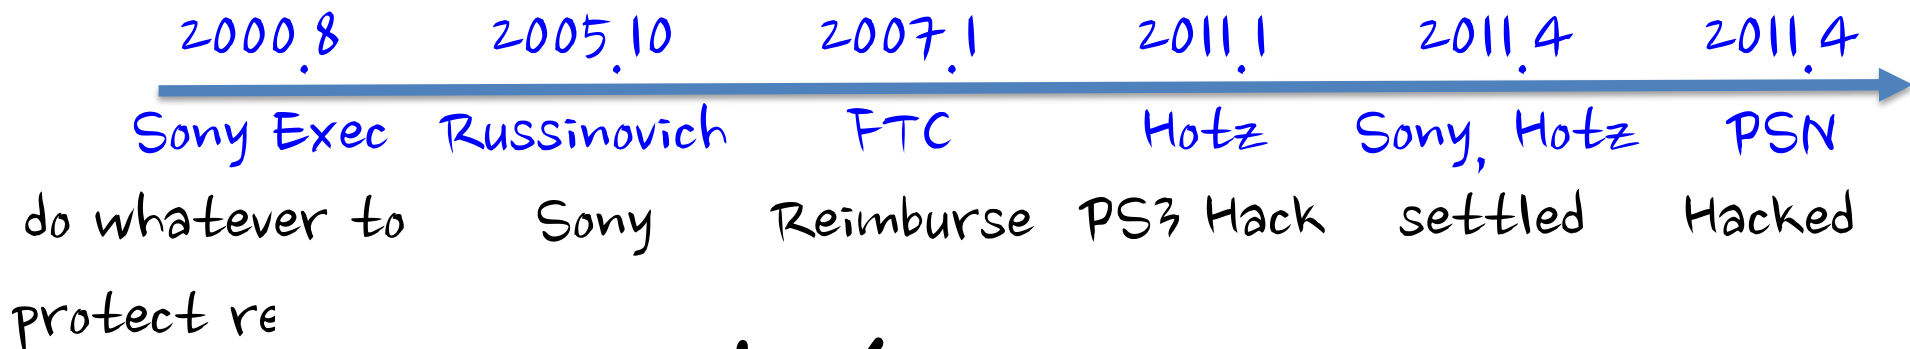 2000.8 2005.10 2007.1 2011.1 2011.4 2011.4
Sony Exec Russinovich FTC Hotz Sony, Hotz PSN
do whatever to Sony Reimburse PS3 Hack settled Hacked
protect re